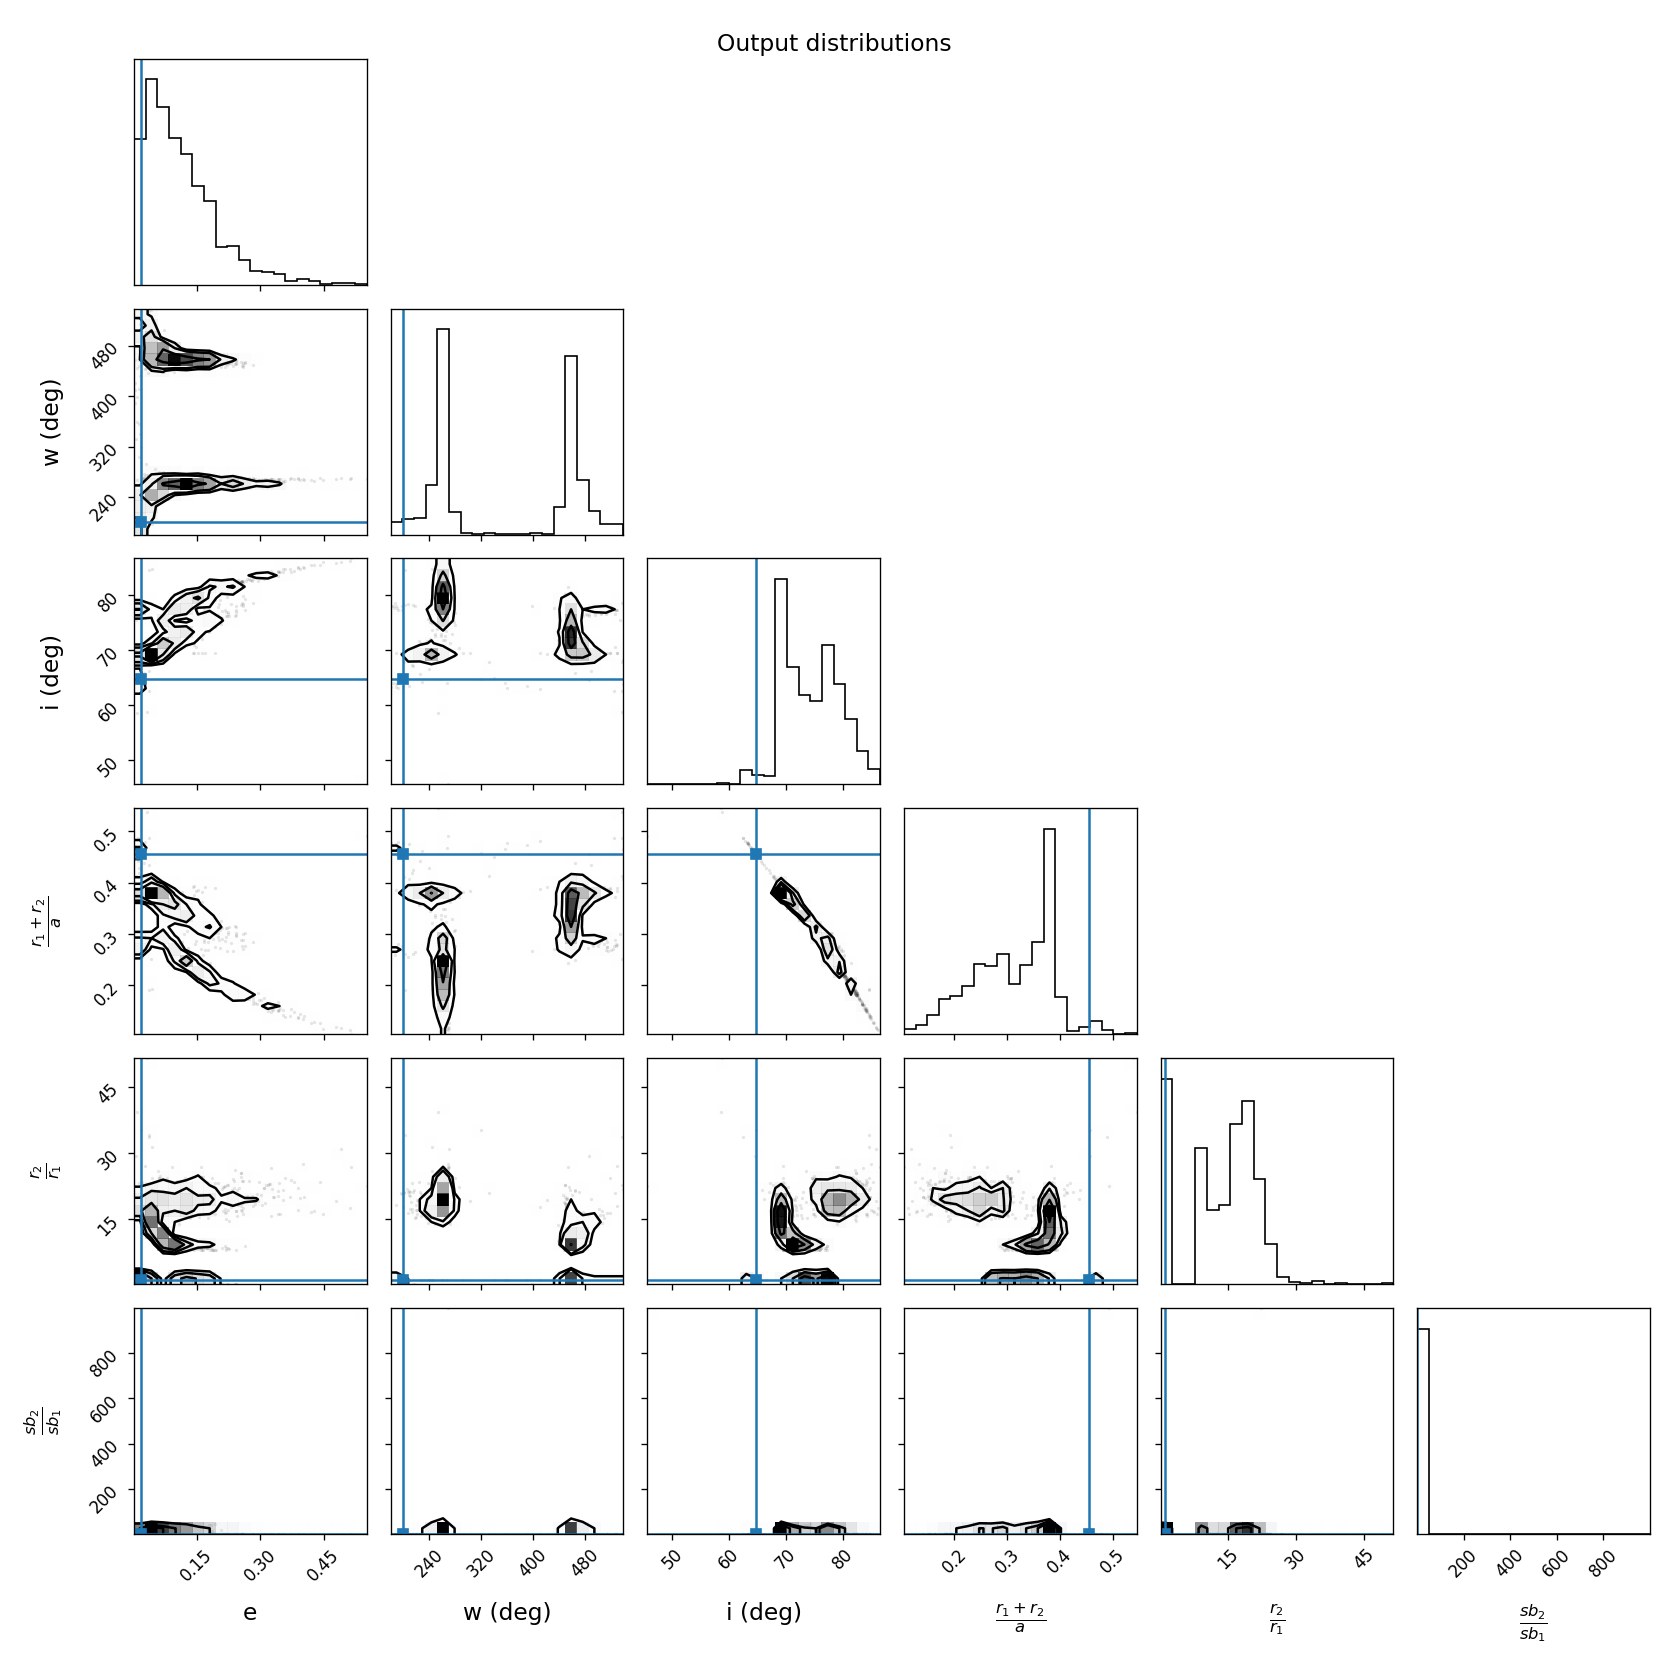 Output distributions
w (deg)
480
400
320
240
i (deg)
80
70
60
50
r₁ + r₂
a
0.5
0.4
0.3
0.2
r₂
r₁
45
30
15
sb₂
sb₁
800
600
400
200
0.15 0.30 0.45 240 320 400 480 50 60 70 80 0.2 0.3 0.4 0.5 15 30 45 200 400 600 800
e w (deg) i (deg) r₁ + r₂ r₂ sb₂
a r₁ sb₁